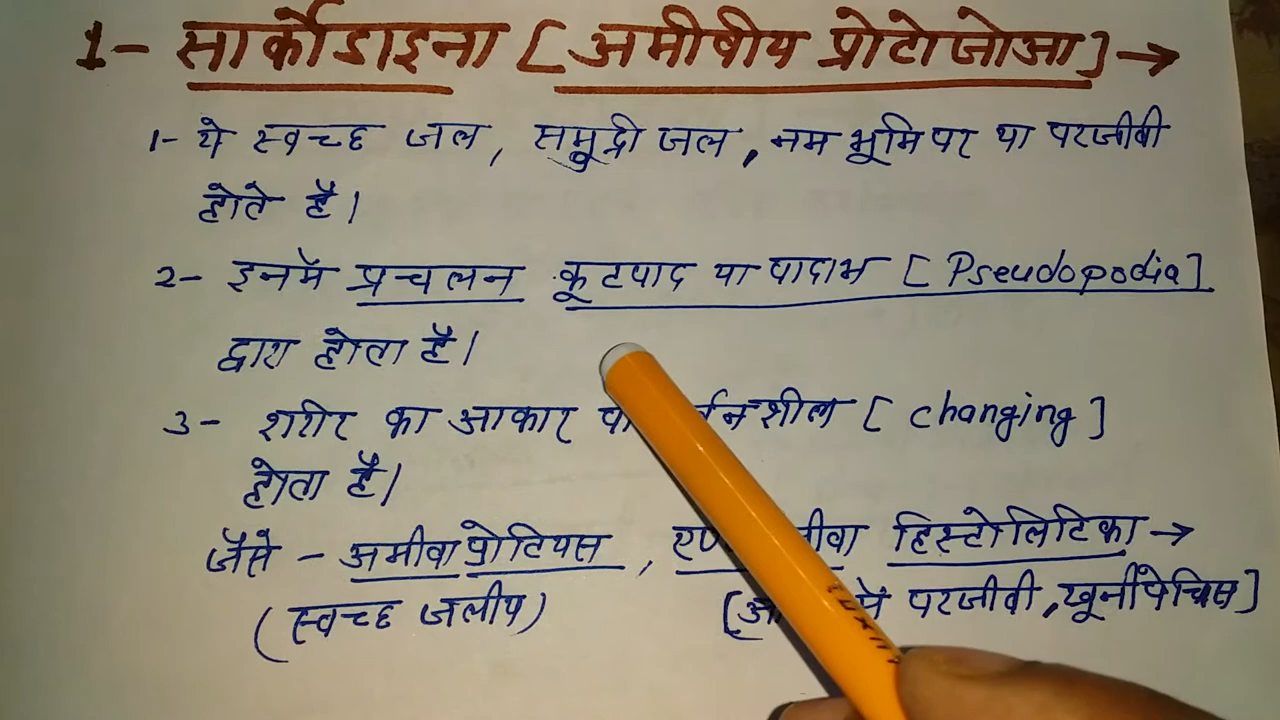 1- सार्कोडाइना [अमीबीय प्रोटोजोआ] →
1- ये स्वच्छ जल, समुद्री जल, नम भूमि पर या परजीवी
होते है।
2- इनमें प्रचलन कूटपाद या पादाभ [Pseudopodia]
द्वारा होता है।
3- शरीर का आकार [changing]
होता है।
जैसे - अमीबा प्रोटियस, हिस्टोलिटिका →
(स्वच्छ जलीय) में परजीवी, खूनी पेचिस]